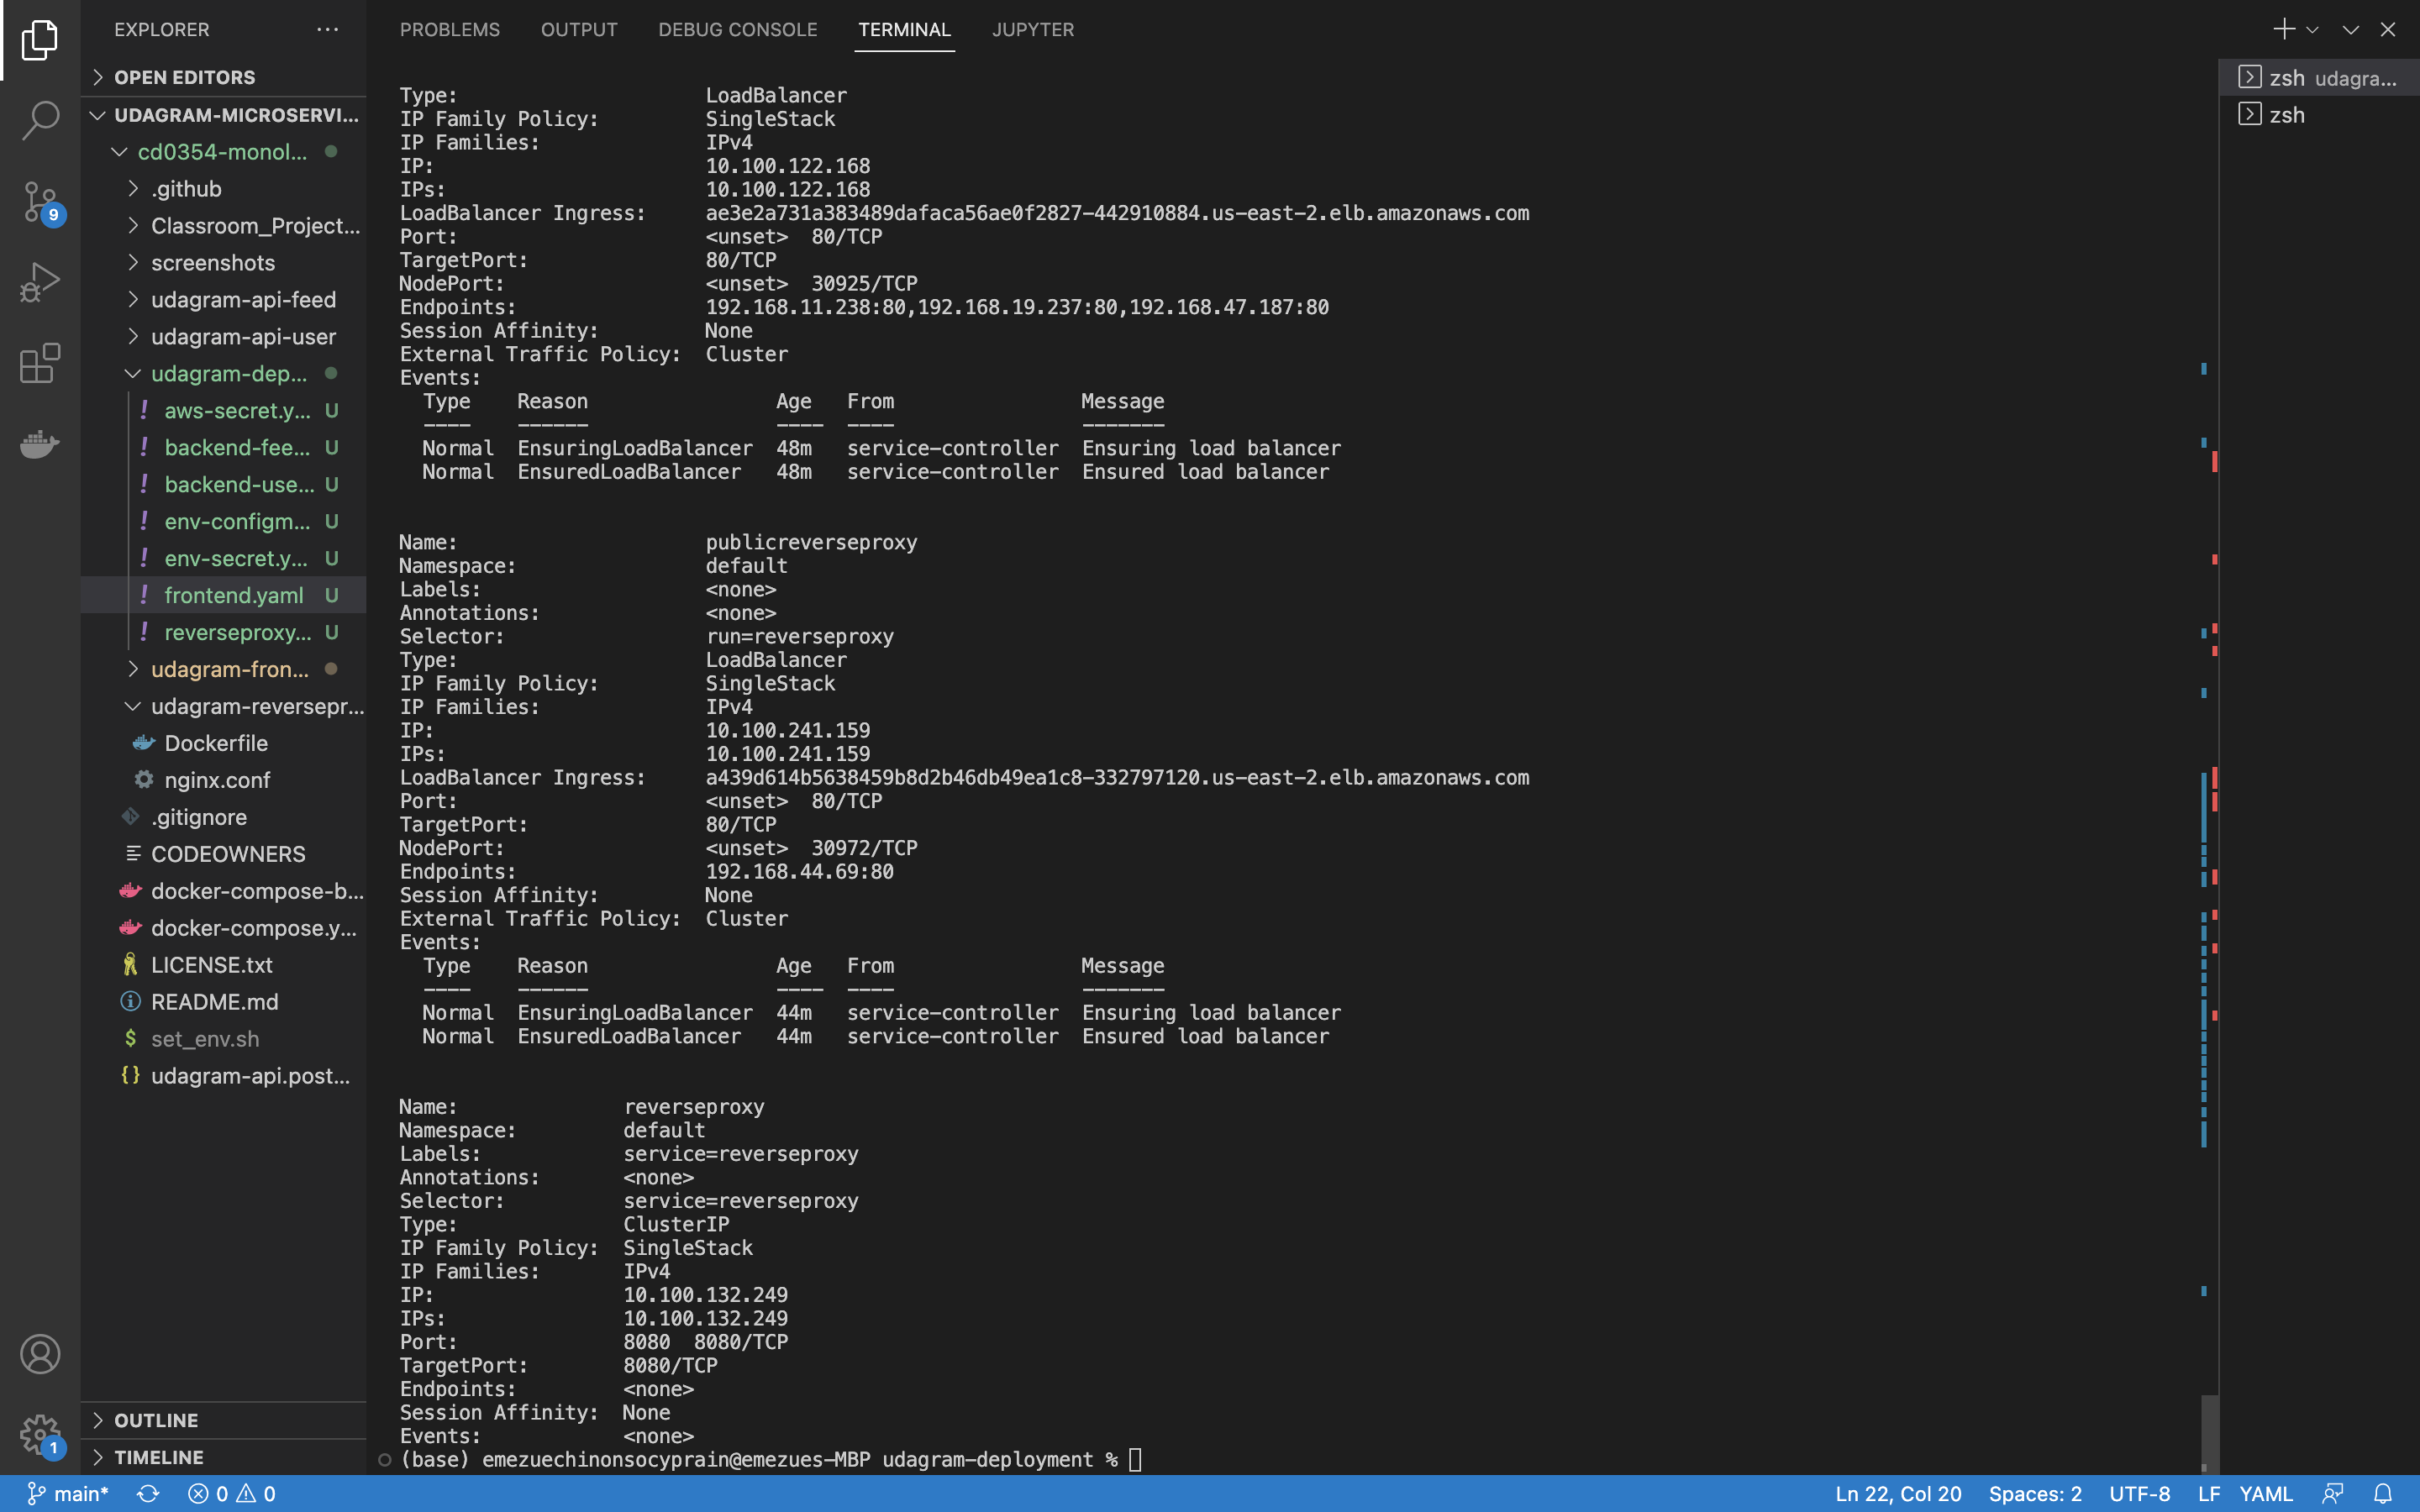 EXPLORER
OPEN EDITORS
UDAGRAM-MICROSERVI...
cd0354-monol...
.github
Classroom_Project...
screenshots
udagram-api-feed
udagram-api-user
udagram-dep...
! aws-secret.y... U
! backend-fee... U
! backend-use... U
! env-configm... U
! env-secret.y... U
! frontend.yaml U
! reverseproxy... U
udagram-fron...
udagram-reversepr...
Dockerfile
nginx.conf
.gitignore
CODEOWNERS
docker-compose-b...
docker-compose.y...
LICENSE.txt
README.md
$ set_env.sh
{} udagram-api.post...
OUTLINE
TIMELINE
9
1
PROBLEMS OUTPUT DEBUG CONSOLE TERMINAL JUPYTER
Type: LoadBalancer
IP Family Policy: SingleStack
IP Families: IPv4
IP: 10.100.122.168
IPs: 10.100.122.168
LoadBalancer Ingress: ae3e2a731a383489dafaca56ae0f2827-442910884.us-east-2.elb.amazonaws.com
Port: <unset> 80/TCP
TargetPort: 80/TCP
NodePort: <unset> 30925/TCP
Endpoints: 192.168.11.238:80,192.168.19.237:80,192.168.47.187:80
Session Affinity: None
External Traffic Policy: Cluster
Events:
Type Reason Age From Message
---- ------ ---- ---- -------
Normal EnsuringLoadBalancer 48m service-controller Ensuring load balancer
Normal EnsuredLoadBalancer 48m service-controller Ensured load balancer
Name: publicreverseproxy
Namespace: default
Labels: <none>
Annotations: <none>
Selector: run=reverseproxy
Type: LoadBalancer
IP Family Policy: SingleStack
IP Families: IPv4
IP: 10.100.241.159
IPs: 10.100.241.159
LoadBalancer Ingress: a439d614b5638459b8d2b46db49ea1c8-332797120.us-east-2.elb.amazonaws.com
Port: <unset> 80/TCP
TargetPort: 80/TCP
NodePort: <unset> 30972/TCP
Endpoints: 192.168.44.69:80
Session Affinity: None
External Traffic Policy: Cluster
Events:
Type Reason Age From Message
---- ------ ---- ---- -------
Normal EnsuringLoadBalancer 44m service-controller Ensuring load balancer
Normal EnsuredLoadBalancer 44m service-controller Ensured load balancer
Name: reverseproxy
Namespace: default
Labels: service=reverseproxy
Annotations: <none>
Selector: service=reverseproxy
Type: ClusterIP
IP Family Policy: SingleStack
IP Families: IPv4
IP: 10.100.132.249
IPs: 10.100.132.249
Port: 8080 8080/TCP
TargetPort: 8080/TCP
Endpoints: <none>
Session Affinity: None
Events: <none>
(base) emezuechinonsocyprain@emezues-MBP udagram-deployment %
zsh udagra...
zsh
main* 0 0 Ln 22, Col 20 Spaces: 2 UTF-8 LF YAML